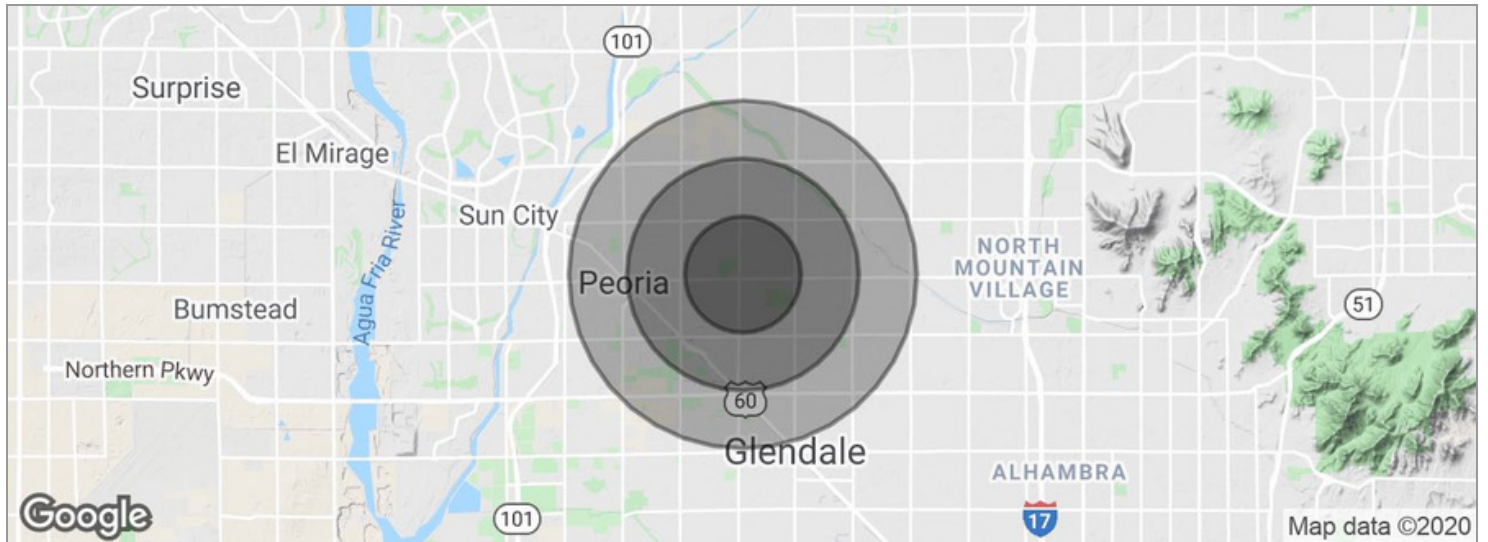 101
Surprise
El Mirage
Sun City
Agua Fria River
NORTH
MOUNTAIN
VILLAGE
Peoria
Bumstead
51
Northern Pkwy
60
Glendale
ALHAMBRA
Google
101
17
Map data ©2020